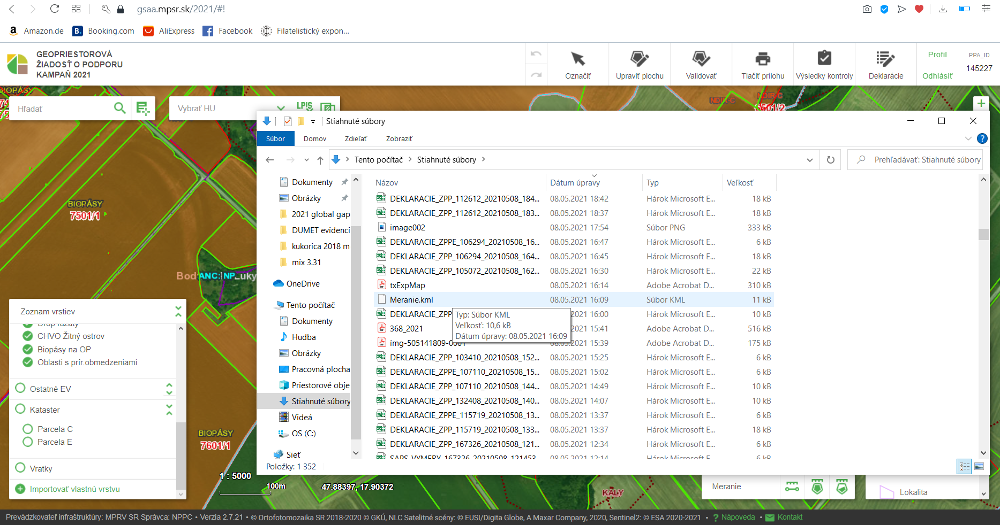 gsaa.mpsr.sk/2021/#!
Amazon.de
Booking.com
AliExpress
Facebook
Filatelistický expon...
GEOPRIESTOROVÁ
ŽIADOSŤ O PODPORU
KAMPAŇ 2021
Označiť
Upraviť plochu
Validovať
Tlačiť prílohu
Výsledky kontroly
Deklarácie
Profil
Odhlásiť
PPA_ID
145227
Hľadať
Vybrať HU
LPIS
NDIR-C
NDIR-C
6501/2
BIOPÁSY
7501/1
BIOPÁSY
7601/1
KALY
Stiahnuté súbory
Súbor
Domov
Zdieľať
Zobraziť
Tento počítač > Stiahnuté súbory >
Prehľadávať: Stiahnuté súbory
Dokumenty
Obrázky
2021 global gap
DUMET evidenci
kukorica 2018 m
mix 3.31
OneDrive
Tento počítač
Dokumenty
Hudba
Obrázky
Pracovná plocha
Priestorové obje
Stiahnuté súbory
Videá
OS (C:)
Sieť
Názov Dátum úpravy Typ Veľkosť
DEKLARACIE_ZPP_112612_20210508_184... 08.05.2021 18:42 Hárok Microsoft E... 18 kB
DEKLARACIE_ZPP_112612_20210508_183... 08.05.2021 18:37 Hárok Microsoft E... 18 kB
image002 08.05.2021 17:54 Súbor PNG 333 kB
DEKLARACIE_ZPPE_106294_20210508_16... 08.05.2021 16:47 Hárok Microsoft E... 6 kB
DEKLARACIE_ZPP_106294_20210508_164... 08.05.2021 16:45 Hárok Microsoft E... 18 kB
DEKLARACIE_ZPP_105072_20210508_162... 08.05.2021 16:30 Hárok Microsoft E... 22 kB
txExpMap 08.05.2021 16:14 Adobe Acrobat D... 310 kB
Meranie.kml 08.05.2021 16:09 Súbor KML 11 kB
DEKLARACIE_ZPP .2021 16:00 Hárok Microsoft E... 10 kB
368_2021 .2021 15:41 Adobe Acrobat D... 516 kB
img-505141809-0001 08.05.2021 15:39 Adobe Acrobat D... 175 kB
DEKLARACIE_ZPP_103410_20210508_152... 08.05.2021 15:25 Hárok Microsoft E... 6 kB
DEKLARACIE_ZPPE_107110_20210508_15... 08.05.2021 15:02 Hárok Microsoft E... 6 kB
DEKLARACIE_ZPP_107110_20210508_144... 08.05.2021 14:49 Hárok Microsoft E... 10 kB
DEKLARACIE_ZPP_132408_20210508_140... 08.05.2021 14:07 Hárok Microsoft E... 10 kB
DEKLARACIE_ZPPE_115719_20210508_13... 08.05.2021 13:37 Hárok Microsoft E... 6 kB
DEKLARACIE_ZPP_115719_20210508_133... 08.05.2021 13:37 Hárok Microsoft E... 18 kB
DEKLARACIE_ZPP_167326_20210508_121... 08.05.2021 12:34 Hárok Microsoft E... 6 kB
SAPS_VYMERY_167326_20210508_121453 08.05.2021 12:14 Hárok Microsoft E 6 kB
Typ: Súbor KML
Veľkosť: 10,6 kB
Dátum úpravy: 08.05.2021 16:09
Položky: 1 352
Zoznam vrstiev
CHVO Žitný ostrov
Biopásy na OP
Oblasti s prír.obmedzeniami
Ostatné EV
Kataster
Parcela C
Parcela E
Vratky
Importovať vlastnú vrstvu
1 : 5000
100m
47.88397, 17.90372
Meranie
Lokalita
Prevádzkovateľ infraštruktúry: MPRV SR Správca: NPPC • Verzia 2.7.21 • © Ortofotomozaika SR 2018-2020 © GKÚ, NLC Satelitné scény: © EUSI/Digita Globe, A Maxar Company, 2020, Sentinel2: © ESA 2020-2021 • ? Nápoveda • Kontakt